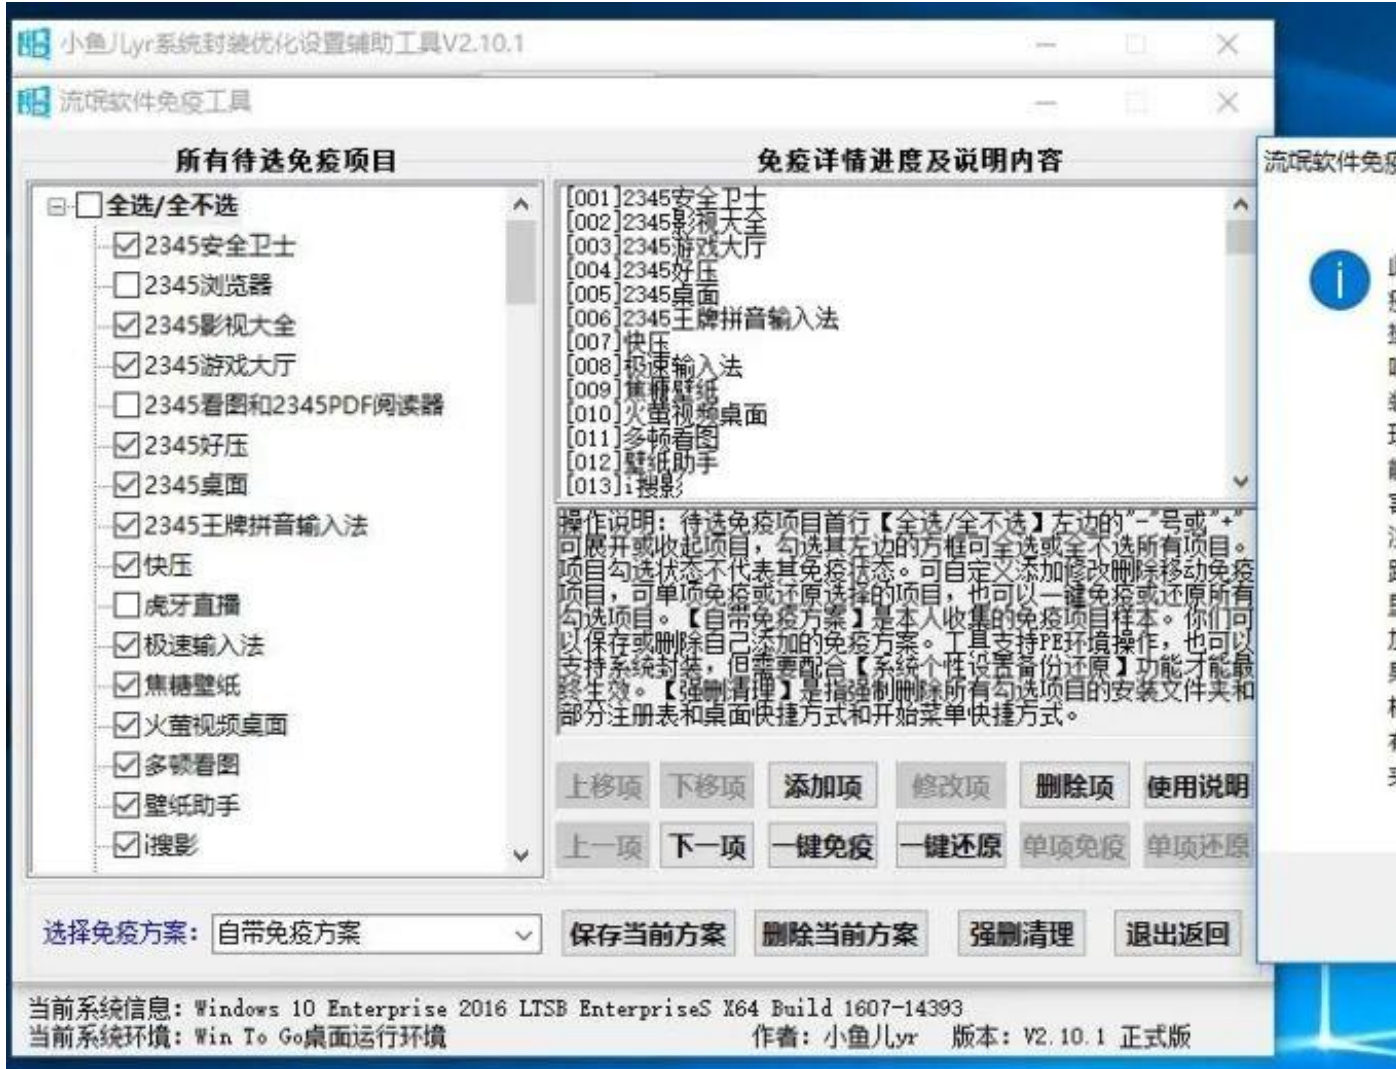 小鱼儿yr系统封装优化设置辅助工具V2.10.1
流氓软件免疫工具
所有待选免疫项目
全选/全不选
2345安全卫士
2345浏览器
2345影视大全
2345游戏大厅
2345看图和2345PDF阅读器
2345好压
2345桌面
2345王牌拼音输入法
快压
虎牙直播
极速输入法
焦糖壁纸
火萤视频桌面
多顿看图
壁纸助手
i搜影
免疫详情进度及说明内容
[001]2345安全卫士
[002]2345影视大全
[003]2345游戏大厅
[004]2345好压
[005]2345桌面
[006]2345王牌拼音输入法
[007]快压
[008]极速输入法
[009]焦糖壁纸
[010]火萤视频桌面
[011]多顿看图
[012]壁纸助手
[013]i搜影
操作说明：待选免疫项目首行【全选/全不选】左边的"-"号或"+"
可展开或收起项目，勾选其左边的方框可全选或全不选所有项目。
项目勾选状态不代表其免疫状态。可自定义添加修改删除移动免疫
项目，可单项免疫或还原选择的项目，也可以一键免疫或还原所有
勾选项目。【自带免疫方案】是本人收集的免疫项目样本。你们可
以保存或删除自己添加的免疫方案。工具支持PE环境操作，也可以
支持系统封装，但需要配合【系统个性设置备份还原】功能才能最
终生效。【强删清理】是指强制删除所有勾选项目的安装文件夹和
部分注册表和桌面快捷方式和开始菜单快捷方式。
上移项 下移项 添加项 修改项 删除项 使用说明
上一项 下一项 一键免疫 一键还原 单项免疫 单项还原
选择免疫方案： 自带免疫方案 保存当前方案 删除当前方案 强删清理 退出返回
当前系统信息：Windows 10 Enterprise 2016 LTSB EnterpriseS X64 Build 1607-14393
当前系统环境：Win To Go桌面运行环境 作者：小鱼儿yr 版本：V2.10.1 正式版
流氓软件免疫